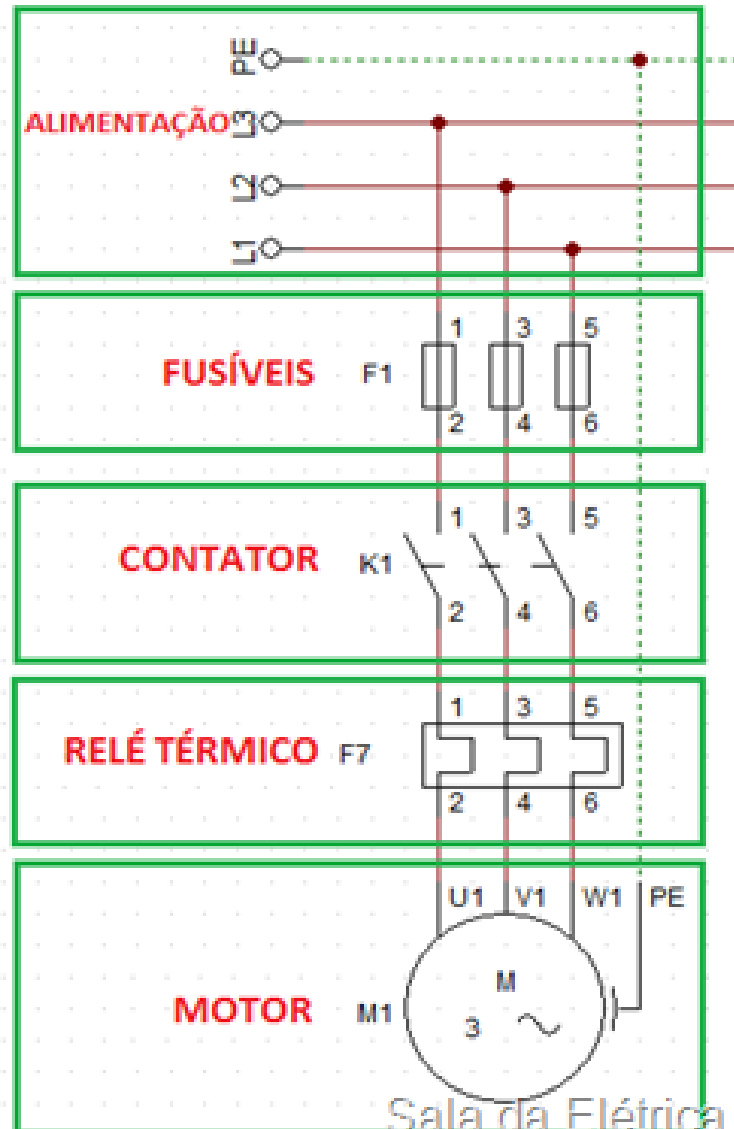 PE
ALIMENTAÇÃO L3
L2
L1
1 3 5
FUSÍVEIS F1
2 4 6
1 3 5
CONTATOR K1
2 4 6
1 3 5
RELÉ TÉRMICO F7
2 4 6
U1 V1 W1 PE
M
MOTOR M1
3
Sala da Elétrica